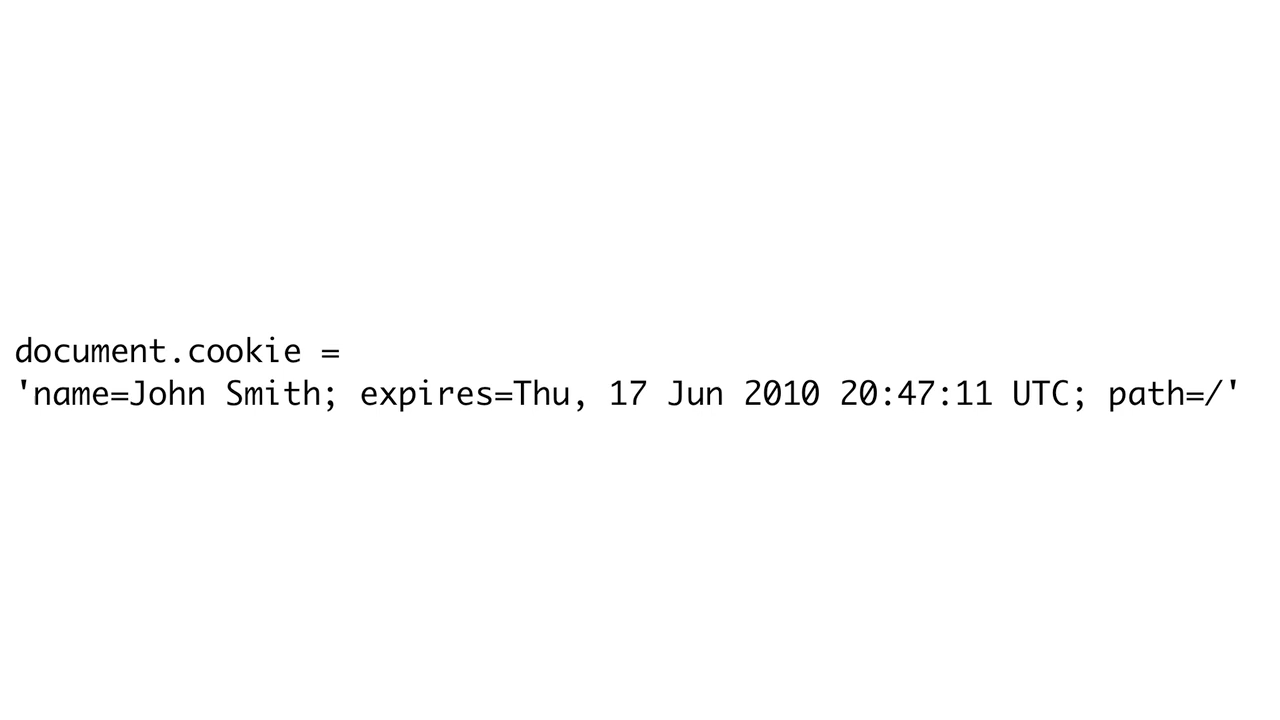 document.cookie =
'name=John Smith; expires=Thu, 17 Jun 2010 20:47:11 UTC; path=/'